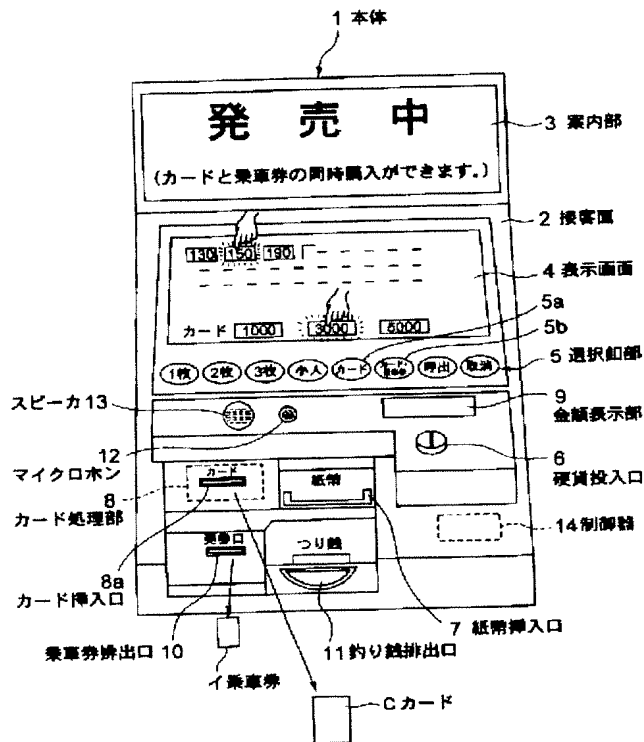 1 本体
発売中
3 案内部
(カードと乗車券の同時購入ができます。)
2 接客面
130 150 190
4 表示画面
5a
カード 1000 3000 5000
5b
1枚 2枚 3枚 小人 カード 呼出 取消
5 選択釦部
スピーカ 13
9
金額表示部
12
マイクロホン
6
硬貨投入口
8
カード処理部
カード
紙幣
14 制御器
つり銭
8a
カード挿入口
7 紙幣挿入口
乗車券排出口 10
11 釣り銭排出口
イ乗車券
Cカード